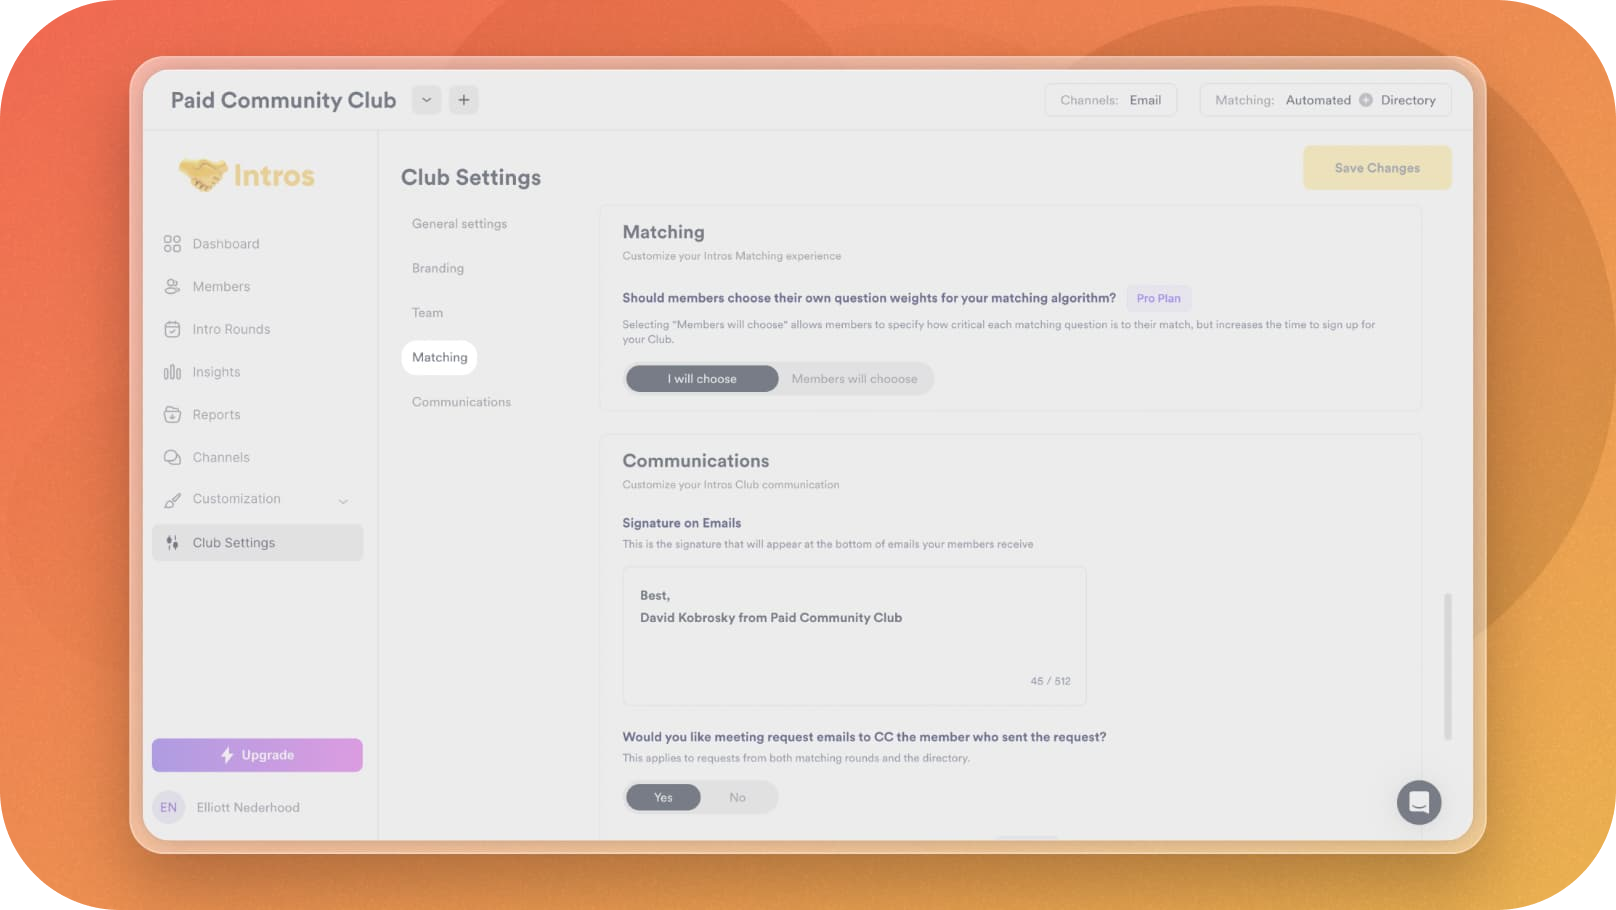 Paid Community Club
Channels: Email
Matching: Automated Directory
Intros
Dashboard
Members
Intro Rounds
Insights
Reports
Channels
Customization
Club Settings
Upgrade
EN
Elliott Nederhood
Club Settings
Save Changes
General settings
Branding
Team
Matching
Communications
Matching
Customize your Intros Matching experience
Should members choose their own question weights for your matching algorithm? Pro Plan
Selecting "Members will choose" allows members to specify how critical each matching question is to their match, but increases the time to sign up for
your Club.
I will choose
Members will chooose
Communications
Customize your Intros Club communication
Signature on Emails
This is the signature that will appear at the bottom of emails your members receive
Best,
David Kobrosky from Paid Community Club
45 / 512
Would you like meeting request emails to CC the member who sent the request?
This applies to requests from both matching rounds and the directory.
Yes
No